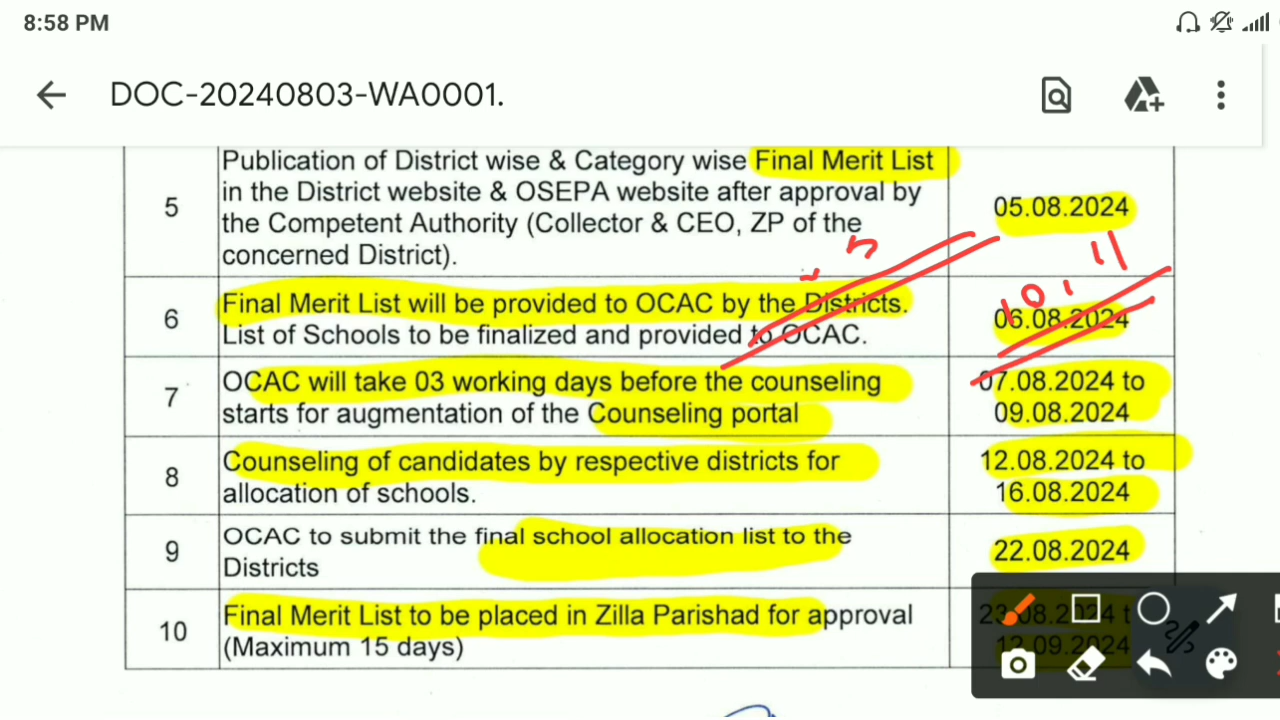 8:58 PM
DOC-20240803-WA0001.
5
Publication of District wise & Category wise Final Merit List
in the District website & OSEPA website after approval by
the Competent Authority (Collector & CEO, ZP of the
concerned District).
05.08.2024
6
Final Merit List will be provided to OCAC by the Districts.
List of Schools to be finalized and provided to OCAC.
06.08.2024
7
OCAC will take 03 working days before the counseling
starts for augmentation of the Counseling portal
07.08.2024 to
09.08.2024
8
Counseling of candidates by respective districts for
allocation of schools.
12.08.2024 to
16.08.2024
9
OCAC to submit the final school allocation list to the
Districts
22.08.2024
10
Final Merit List to be placed in Zilla Parishad for approval
(Maximum 15 days)
23.08.2024 t
12.09.2024